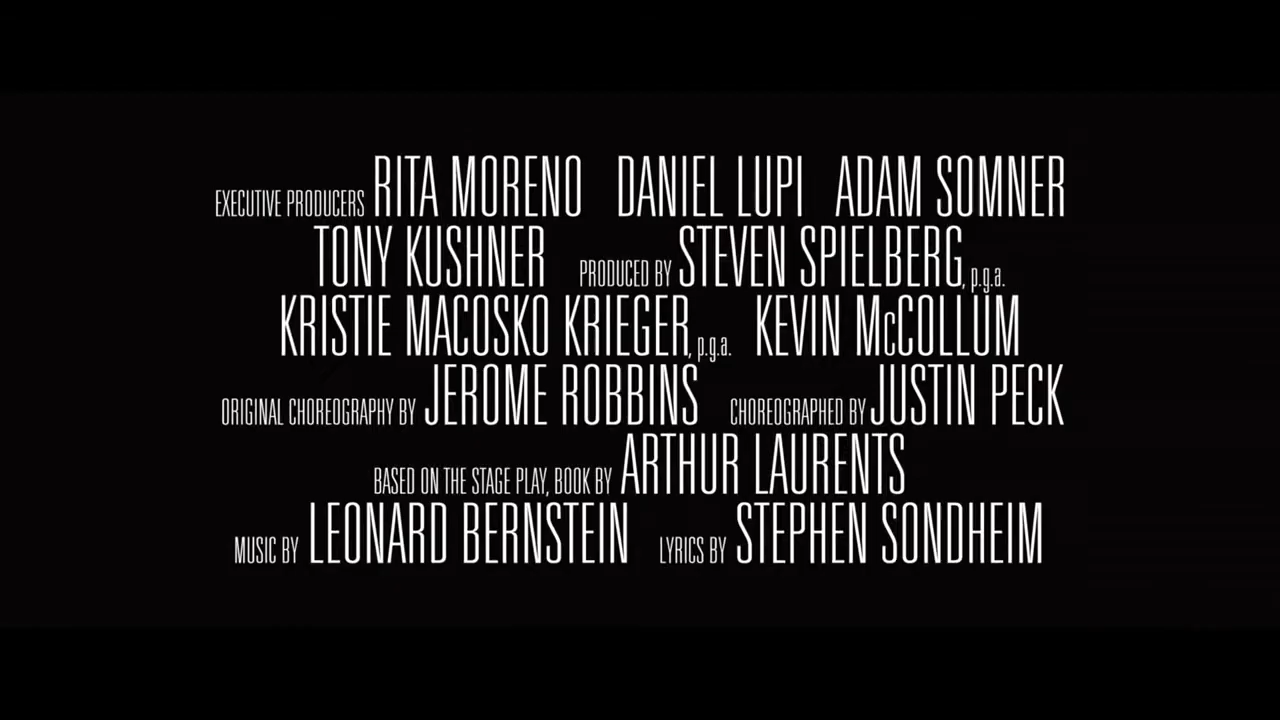 EXECUTIVE PRODUCERS RITA MORENO DANIEL LUPI ADAM SOMNER
TONY KUSHNER PRODUCED BY STEVEN SPIELBERG, p.g.a.
KRISTIE MACOSKO KRIEGER, p.g.a. KEVIN McCOLLUM
ORIGINAL CHOREOGRAPHY BY JEROME ROBBINS CHOREOGRAPHED BY JUSTIN PECK
BASED ON THE STAGE PLAY, BOOK BY ARTHUR LAURENTS
MUSIC BY LEONARD BERNSTEIN LYRICS BY STEPHEN SONDHEIM